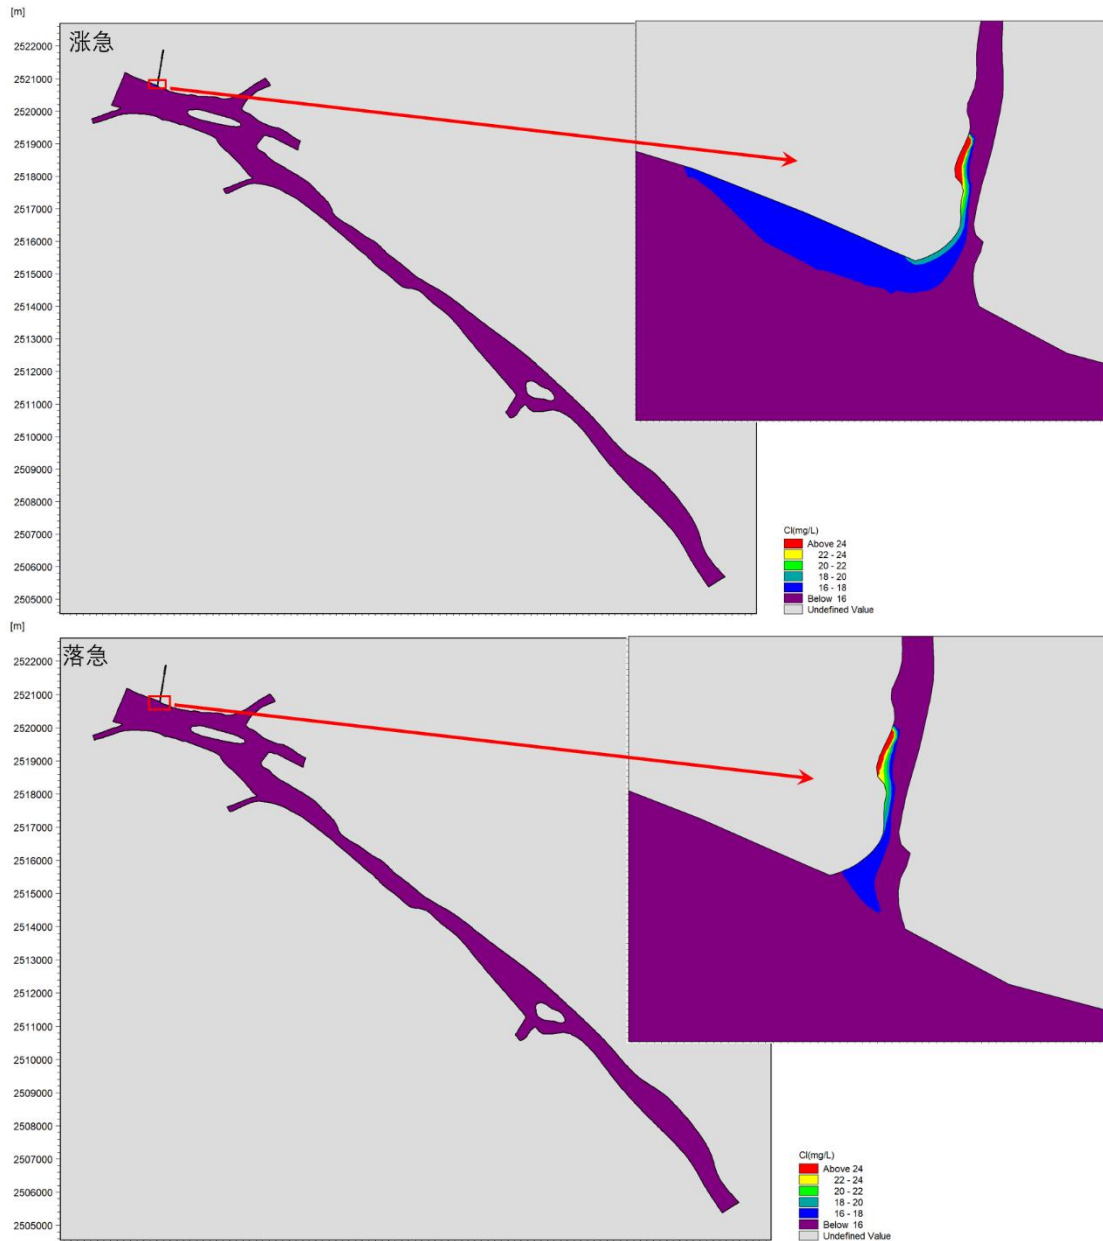 [m]
涨急
2522000
2521000
2520000
2519000
2518000
2517000
2516000
2515000
2514000
2513000
2512000
2511000
2510000
2509000
2508000
2507000
2506000
2505000
Cl(mg/L)
Above 24
22 - 24
20 - 22
18 - 20
16 - 18
Below 16
Undefined Value
[m]
落急
2522000
2521000
2520000
2519000
2518000
2517000
2516000
2515000
2514000
2513000
2512000
2511000
2510000
2509000
2508000
2507000
2506000
2505000
Cl(mg/L)
Above 24
22 - 24
20 - 22
18 - 20
16 - 18
Below 16
Undefined Value